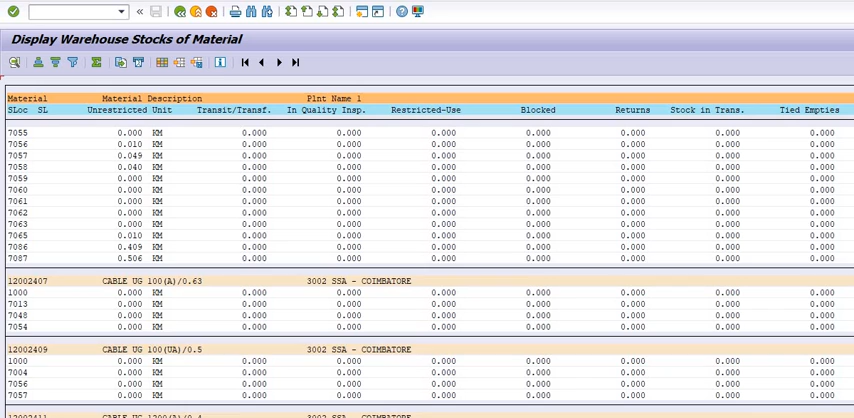 Display Warehouse Stocks of Material
Material Material Description Plnt Name 1
SLoc SL Unrestricted Unit Transit/Transf. In Quality Insp. Restricted-Use Blocked Returns Stock in Trans. Tied Empties
7055 0.000 KM 0.000 0.000 0.000 0.000 0.000 0.000 0.000
7056 0.010 KM 0.000 0.000 0.000 0.000 0.000 0.000 0.000
7057 0.049 KM 0.000 0.000 0.000 0.000 0.000 0.000 0.000
7058 0.040 KM 0.000 0.000 0.000 0.000 0.000 0.000 0.000
7059 0.000 KM 0.000 0.000 0.000 0.000 0.000 0.000 0.000
7060 0.000 KM 0.000 0.000 0.000 0.000 0.000 0.000 0.000
7061 0.000 KM 0.000 0.000 0.000 0.000 0.000 0.000 0.000
7062 0.000 KM 0.000 0.000 0.000 0.000 0.000 0.000 0.000
7063 0.000 KM 0.000 0.000 0.000 0.000 0.000 0.000 0.000
7065 0.010 KM 0.000 0.000 0.000 0.000 0.000 0.000 0.000
7086 0.409 KM 0.000 0.000 0.000 0.000 0.000 0.000 0.000
7087 0.506 KM 0.000 0.000 0.000 0.000 0.000 0.000 0.000
12002407 CABLE UG 100(A)/0.63 3002 SSA - COIMBATORE
1000 0.000 KM 0.000 0.000 0.000 0.000 0.000 0.000 0.000
7013 0.000 KM 0.000 0.000 0.000 0.000 0.000 0.000 0.000
7048 0.000 KM 0.000 0.000 0.000 0.000 0.000 0.000 0.000
7054 0.000 KM 0.000 0.000 0.000 0.000 0.000 0.000 0.000
12002409 CABLE UG 100(UA)/0.5 3002 SSA - COIMBATORE
1000 0.000 KM 0.000 0.000 0.000 0.000 0.000 0.000 0.000
7004 0.000 KM 0.000 0.000 0.000 0.000 0.000 0.000 0.000
7056 0.000 KM 0.000 0.000 0.000 0.000 0.000 0.000 0.000
7057 0.000 KM 0.000 0.000 0.000 0.000 0.000 0.000 0.000
12002411 CABLE UG 3002 SSA - COIMBATORE